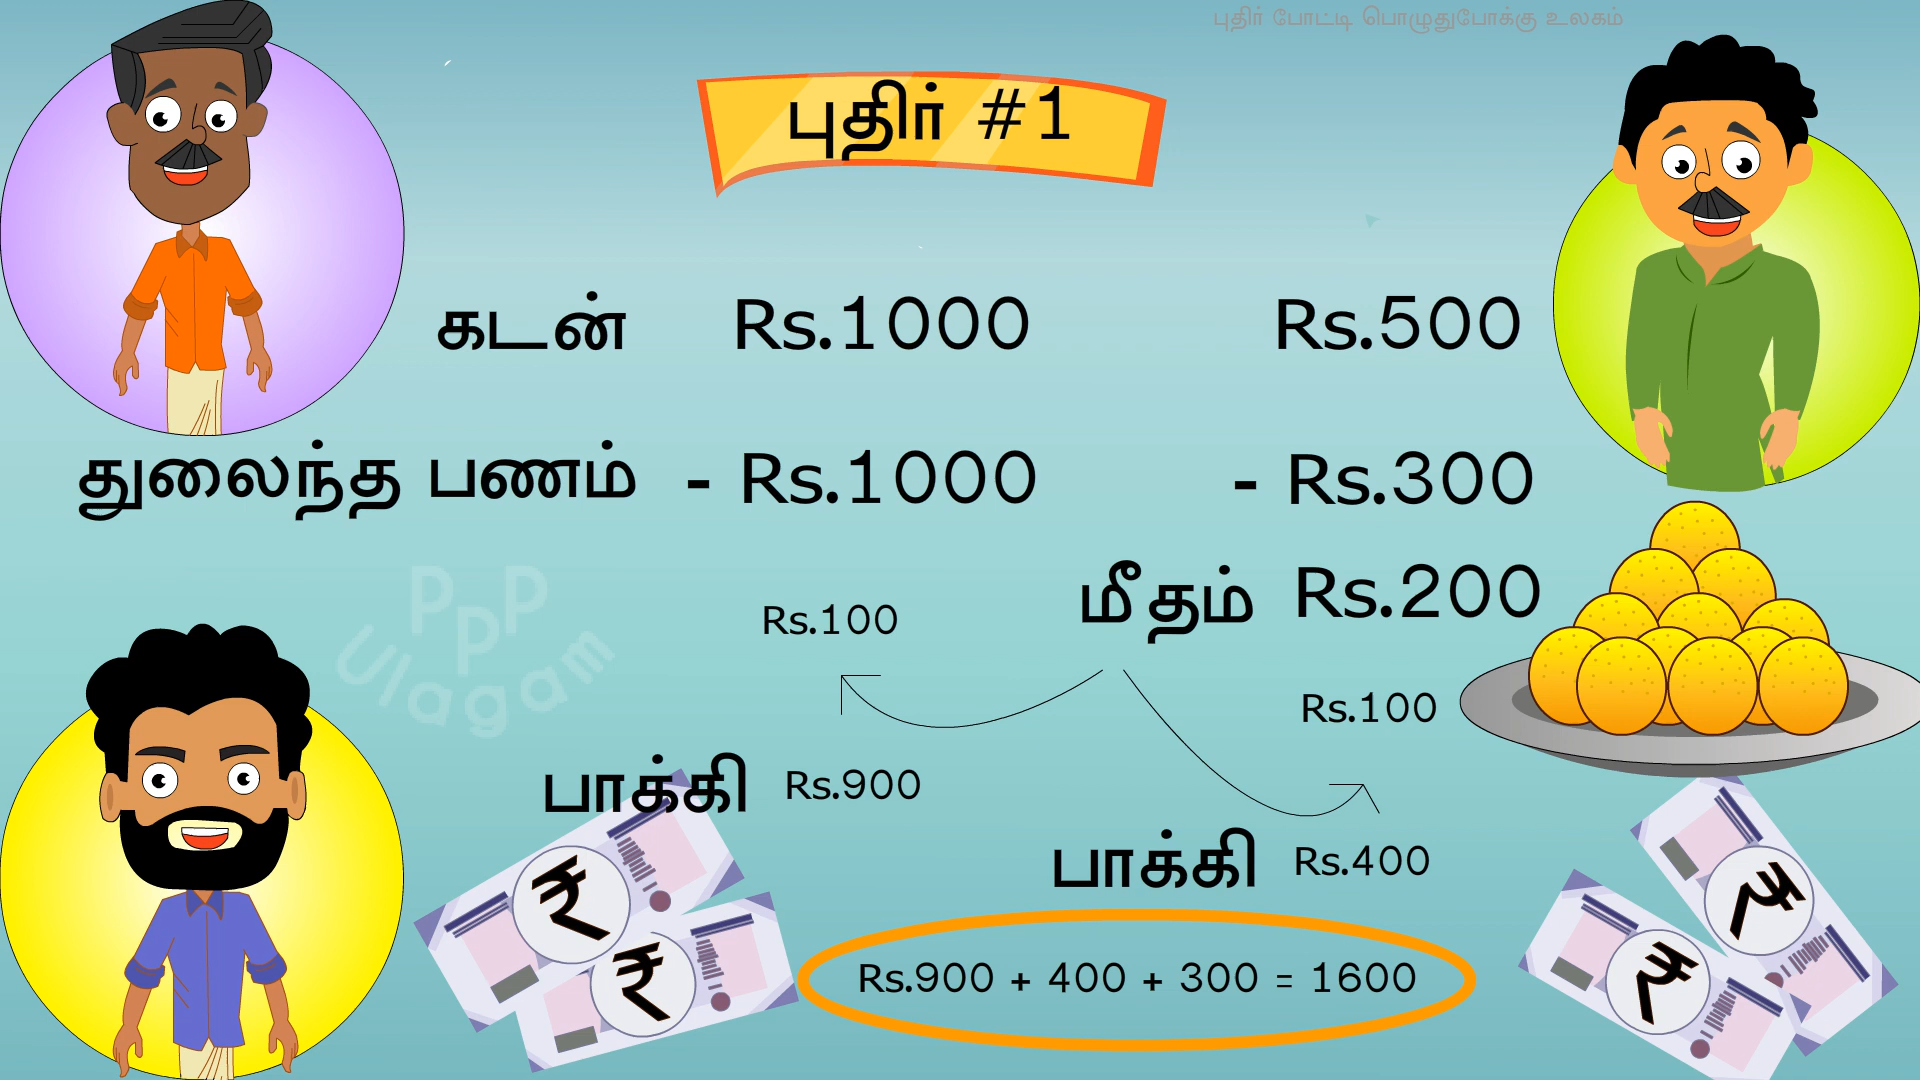 புதிர் போட்டி பொழுதுபோக்கு உலகம்
புதிர் #1
கடன் Rs.1000 Rs.500
துலைந்த பணம் - Rs.1000 - Rs.300
மீதம் Rs.200
Rs.100
PPP
Ulagam
Rs.100
பாக்கி Rs.900
பாக்கி Rs.400
Rs.900 + 400 + 300 = 1600